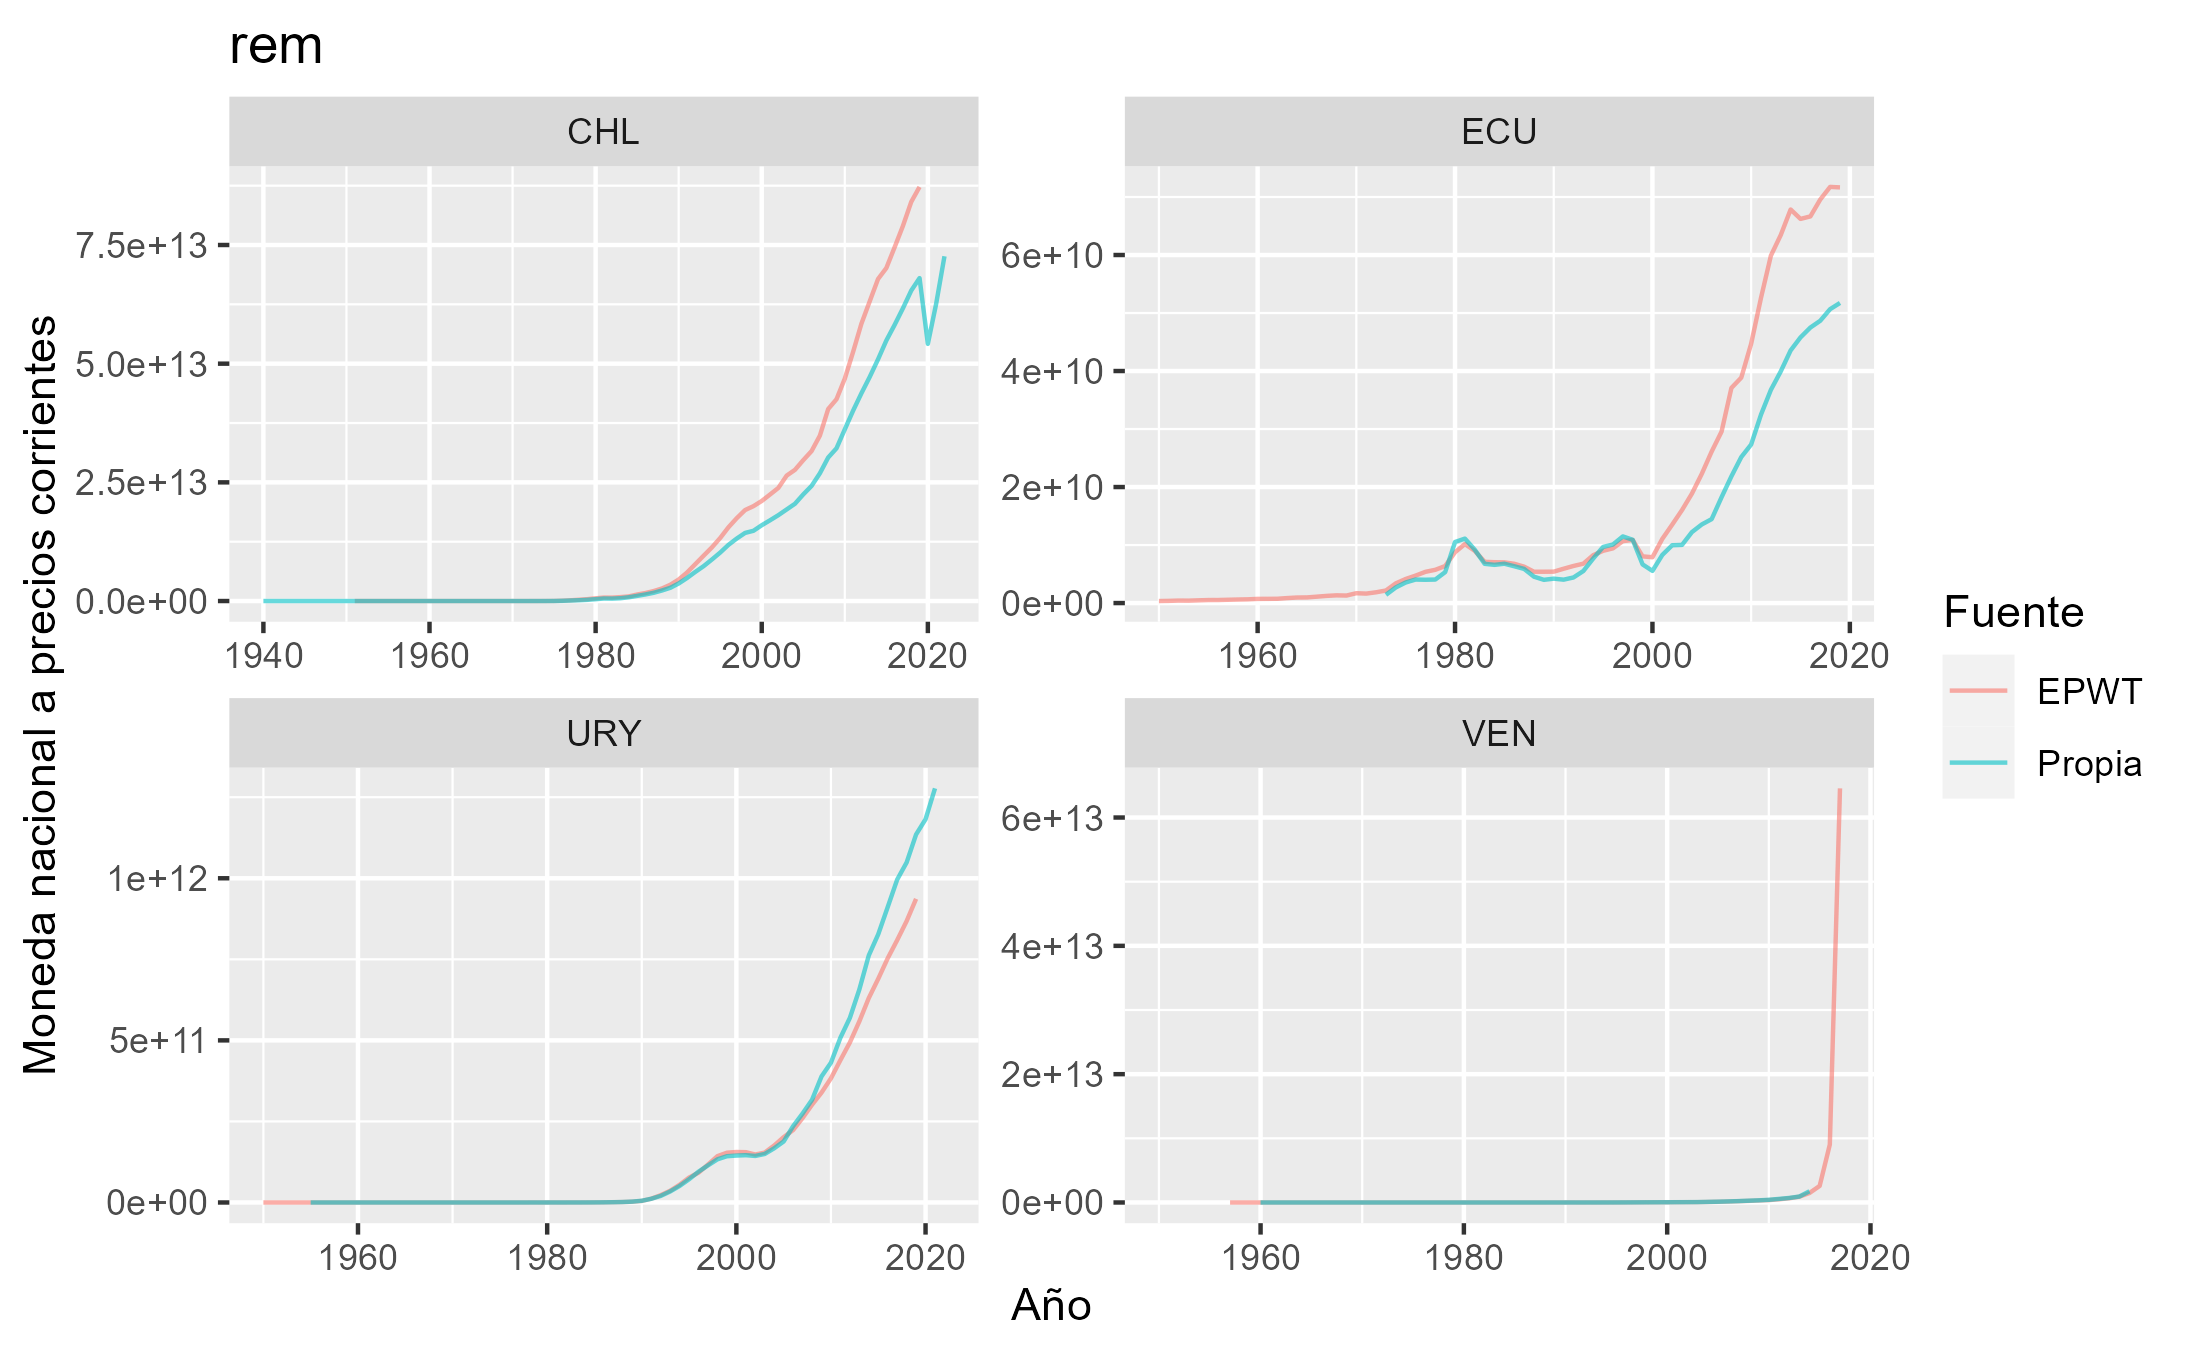 rem
CHL
ECU
7.5e+13
5.0e+13
2.5e+13
0.0e+00
6e+10
4e+10
2e+10
0e+00
1940 1960 1980 2000 2020
1960 1980 2000 2020
URY
VEN
1e+12
5e+11
0e+00
6e+13
4e+13
2e+13
0e+00
1960 1980 2000 2020
1960 1980 2000 2020
Moneda nacional a precios corrientes
Año
Fuente
EPWT
Propia